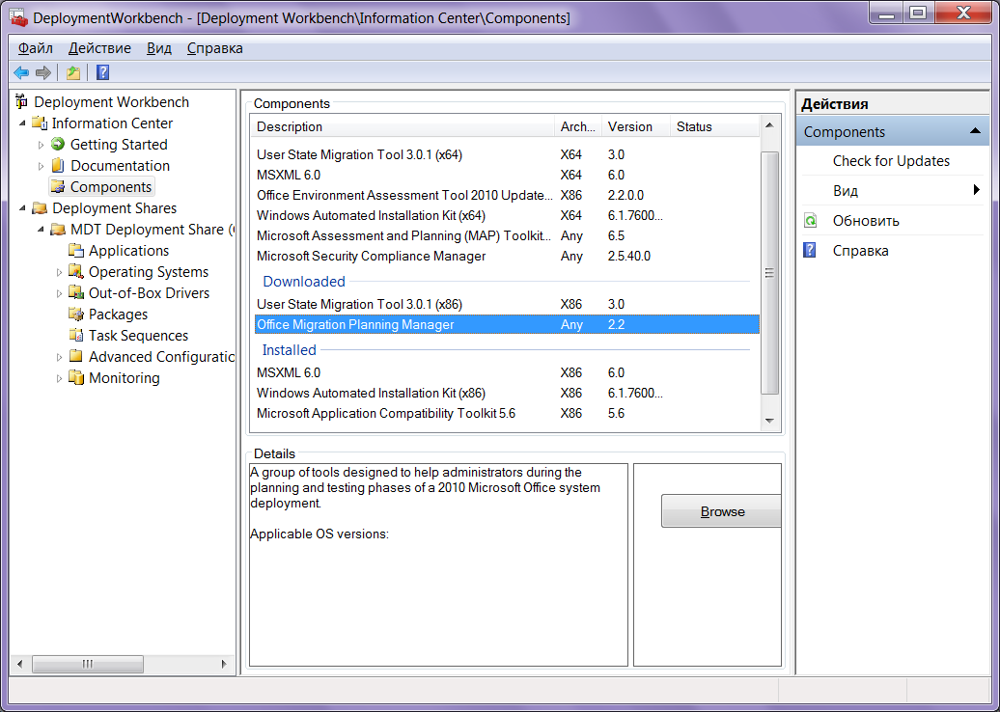 DeploymentWorkbench - [Deployment Workbench\Information Center\Components]
Файл Действие Вид Справка
Deployment Workbench
Information Center
Getting Started
Documentation
Components
Deployment Shares
MDT Deployment Share (
Applications
Operating Systems
Out-of-Box Drivers
Packages
Task Sequences
Advanced Configuratic
Monitoring
Components
Description Arch... Version Status
User State Migration Tool 3.0.1 (x64) X64 3.0
MSXML 6.0 X64 6.0
Office Environment Assessment Tool 2010 Update... X86 2.2.0.0
Windows Automated Installation Kit (x64) X64 6.1.7600...
Microsoft Assessment and Planning (MAP) Toolkit... Any 6.5
Microsoft Security Compliance Manager Any 2.5.40.0
Downloaded
User State Migration Tool 3.0.1 (x86) X86 3.0
Office Migration Planning Manager Any 2.2
Installed
MSXML 6.0 X86 6.0
Windows Automated Installation Kit (x86) X86 6.1.7600...
Microsoft Application Compatibility Toolkit 5.6 X86 5.6
Details
A group of tools designed to help administrators during the
planning and testing phases of a 2010 Microsoft Office system
deployment.
Applicable OS versions:
Browse
Действия
Components
Check for Updates
Вид
Обновить
Справка